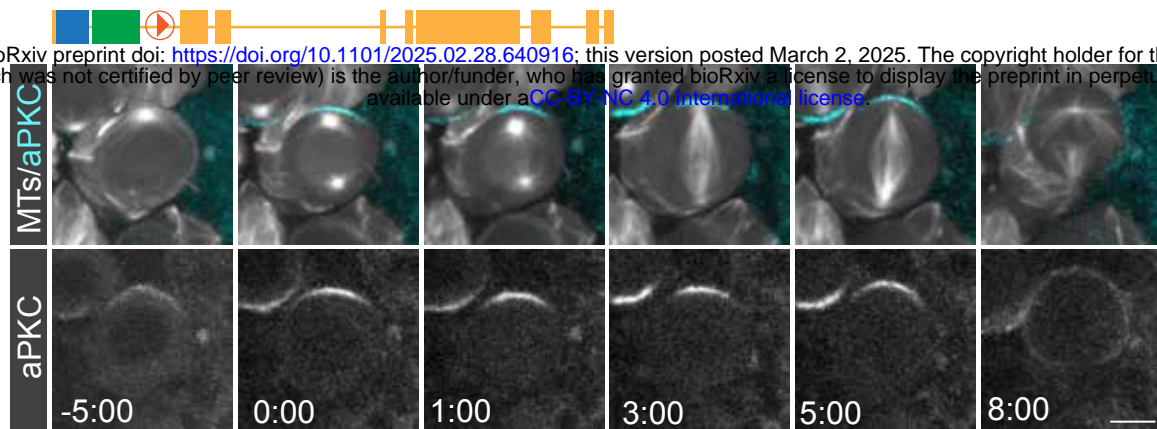 oRxiv preprint doi: https://doi.org/10.1101/2025.02.28.640916; this version posted March 2, 2025. The copyright holder for th
ch was not certified by peer review) is the author/funder, who has granted bioRxiv a license to display the preprint in perpetu
available under aCC-BY-NC 4.0 International license.
MTs/aPKC
aPKC
-5:00 0:00 1:00 3:00 5:00 8:00